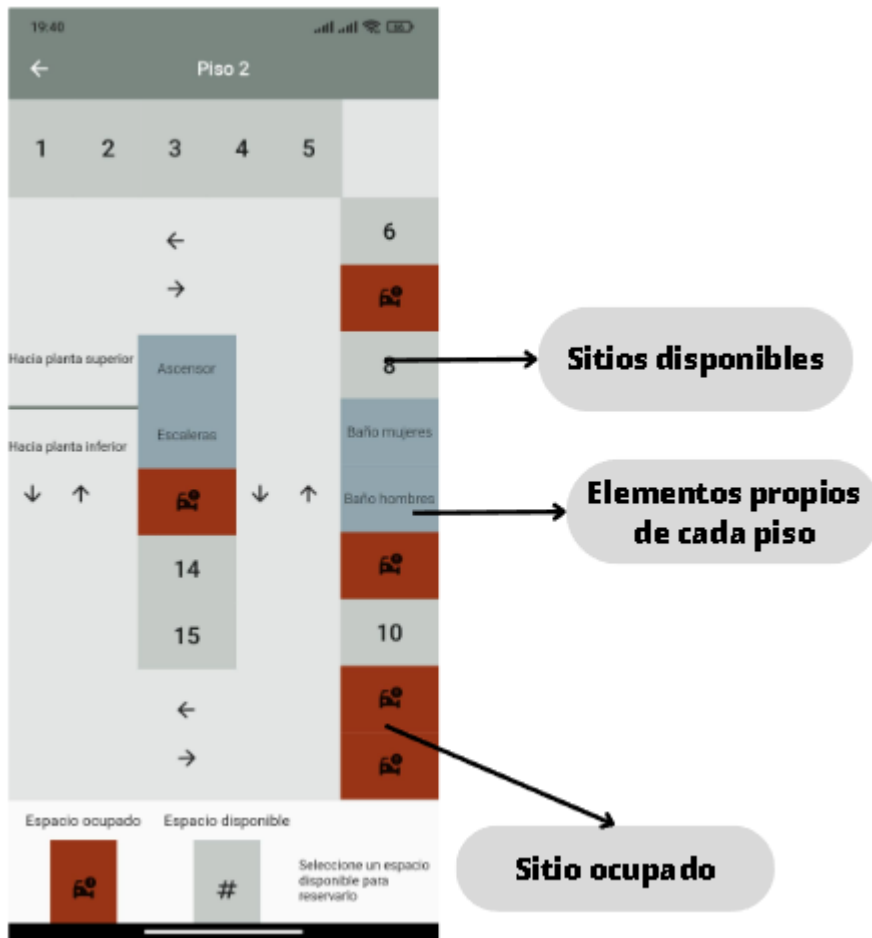 19:40
Piso 2
1 2 3 4 5
6
8
Sitios disponibles
Hacia planta superior
Ascensor
Hacia planta inferior
Escaleras
Baño mujeres
Baño hombres
Elementos propios
de cada piso
14
15
10
Espacio ocupado
Espacio disponible
#
Seleccione un espacio
disponible para
reservarlo
Sitio ocupado